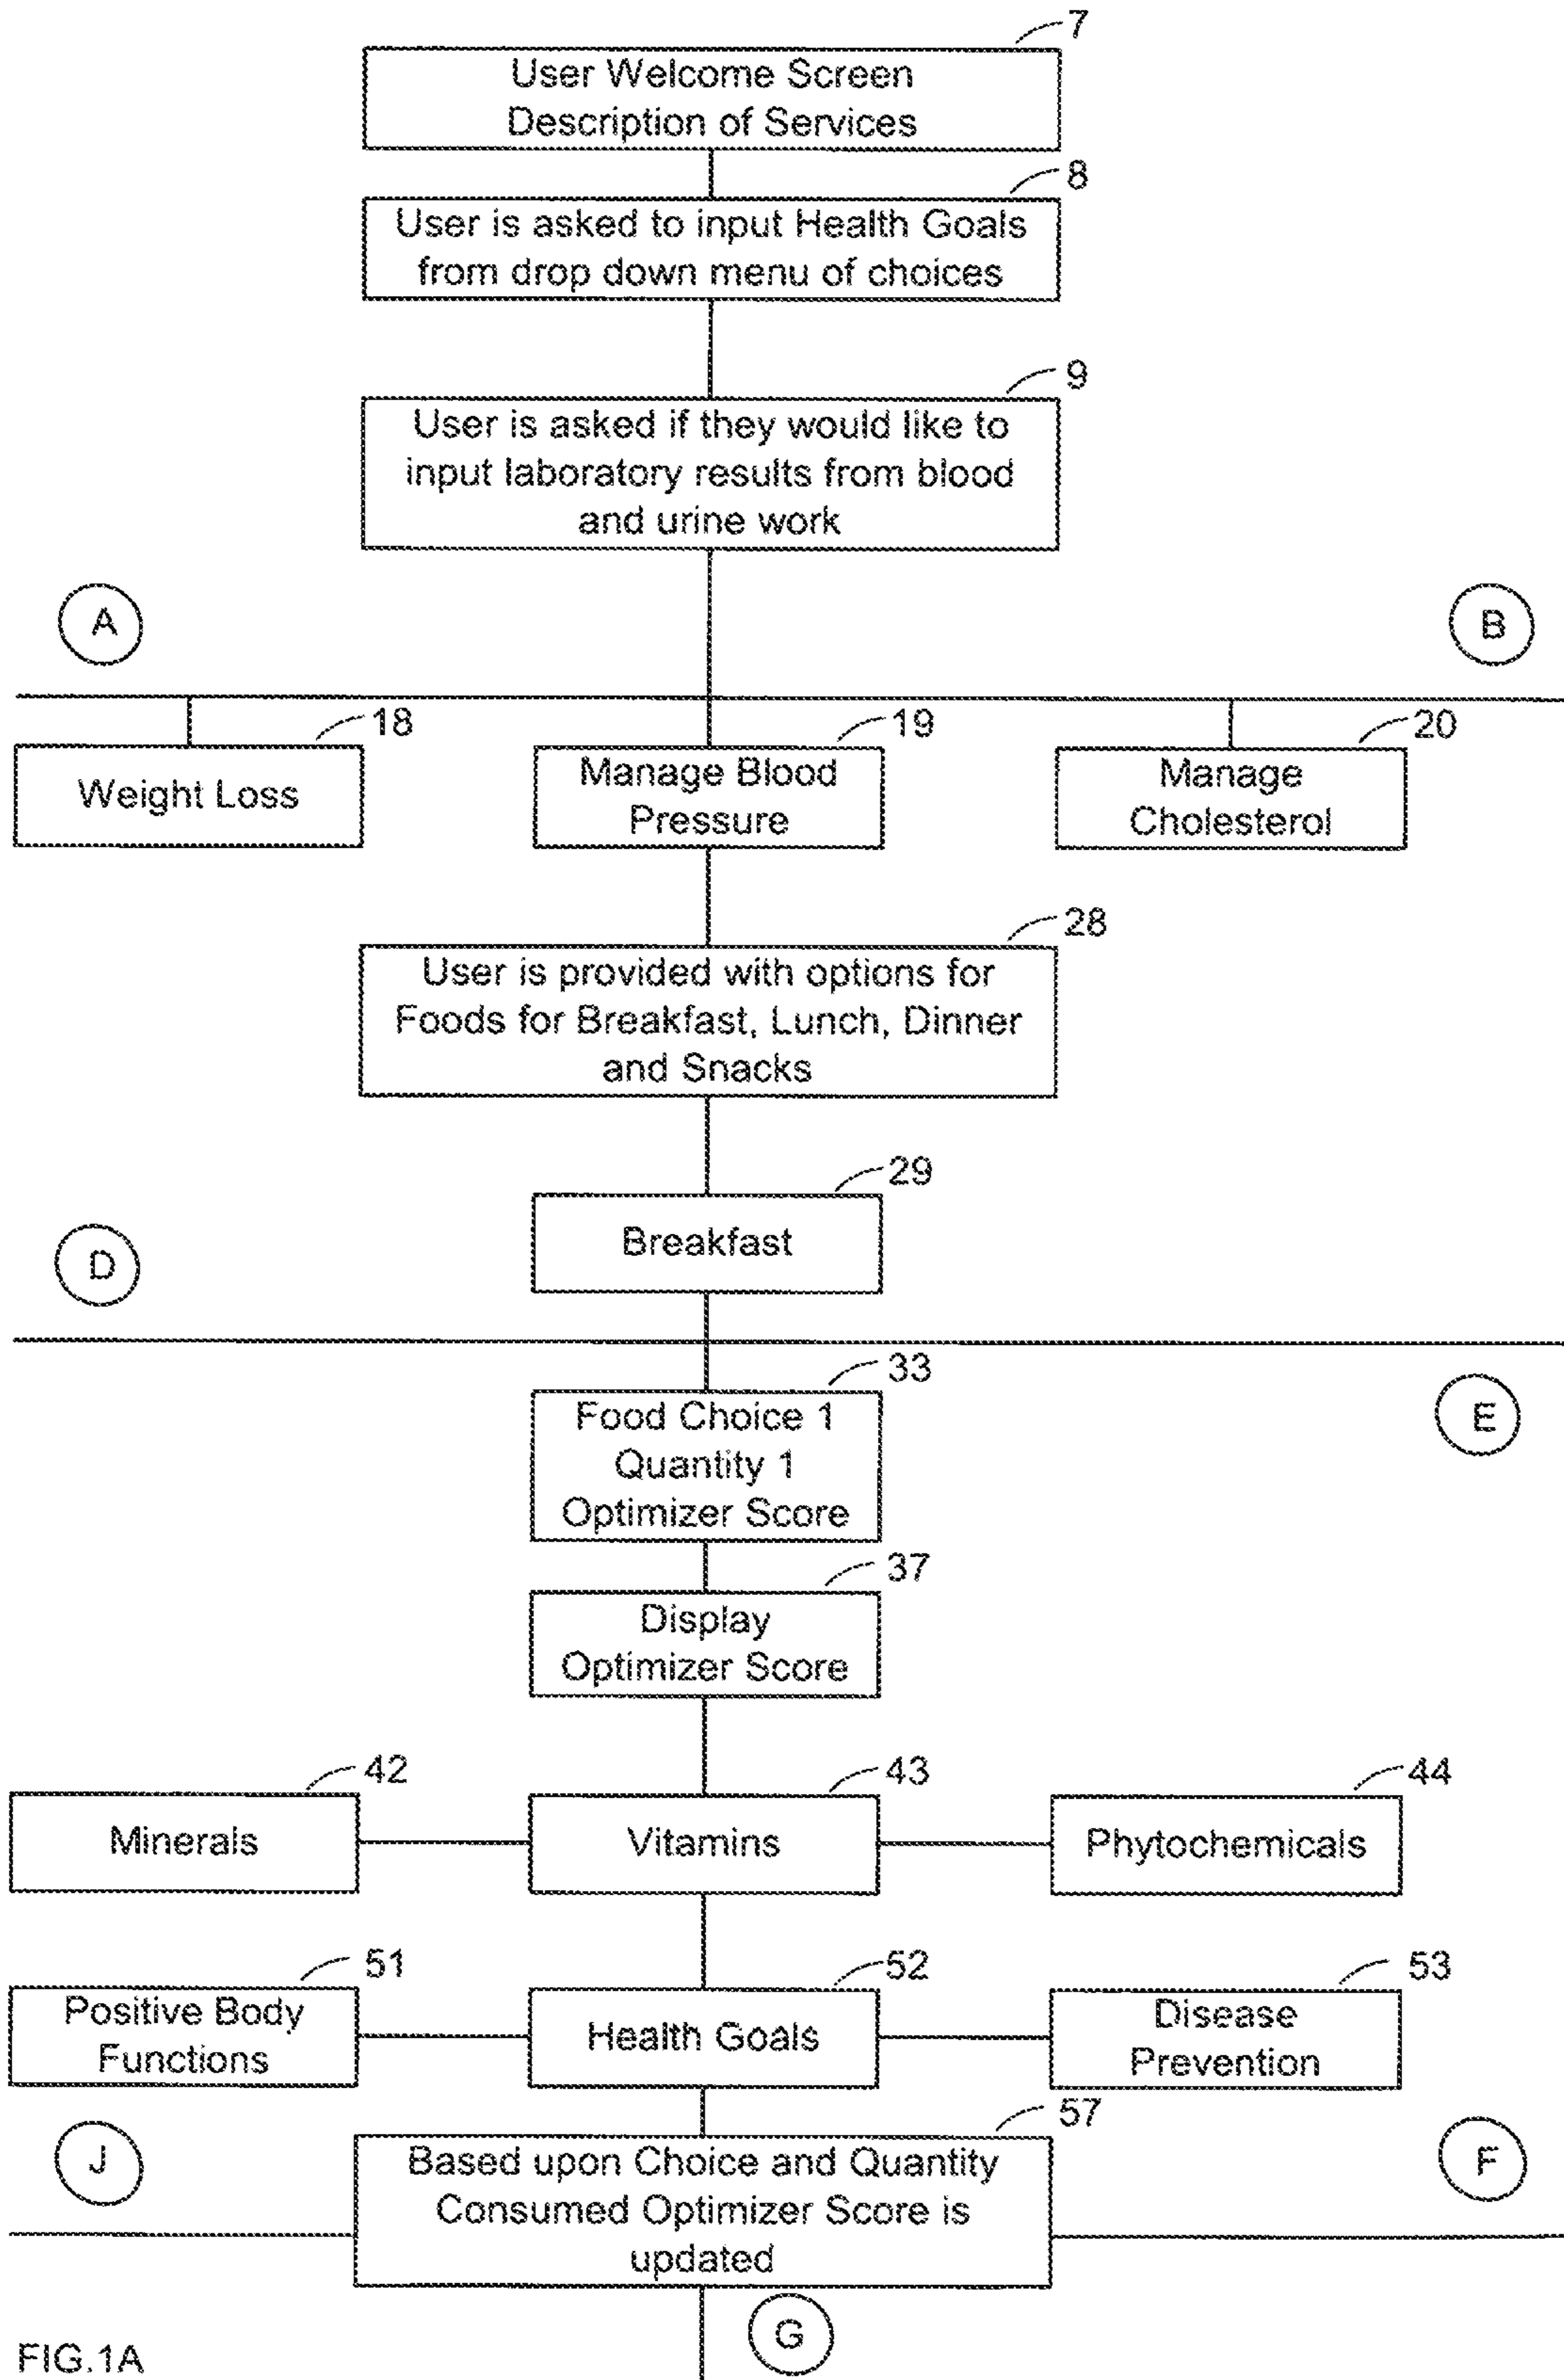 7
User Welcome Screen
Description of Services
8
User is asked to input Health Goals
from drop down menu of choices
9
User is asked if they would like to
input laboratory results from blood
and urine work
A
B
18
Weight Loss
19
Manage Blood
Pressure
20
Manage
Cholesterol
28
User is provided with options for
Foods for Breakfast, Lunch, Dinner
and Snacks
29
Breakfast
D
33
Food Choice 1
Quantity 1
Optimizer Score
E
37
Display
Optimizer Score
42
Minerals
43
Vitamins
44
Phytochemicals
51
Positive Body
Functions
52
Health Goals
53
Disease
Prevention
57
J
Based upon Choice and Quantity
Consumed Optimizer Score is
updated
F
G
FIG.1A